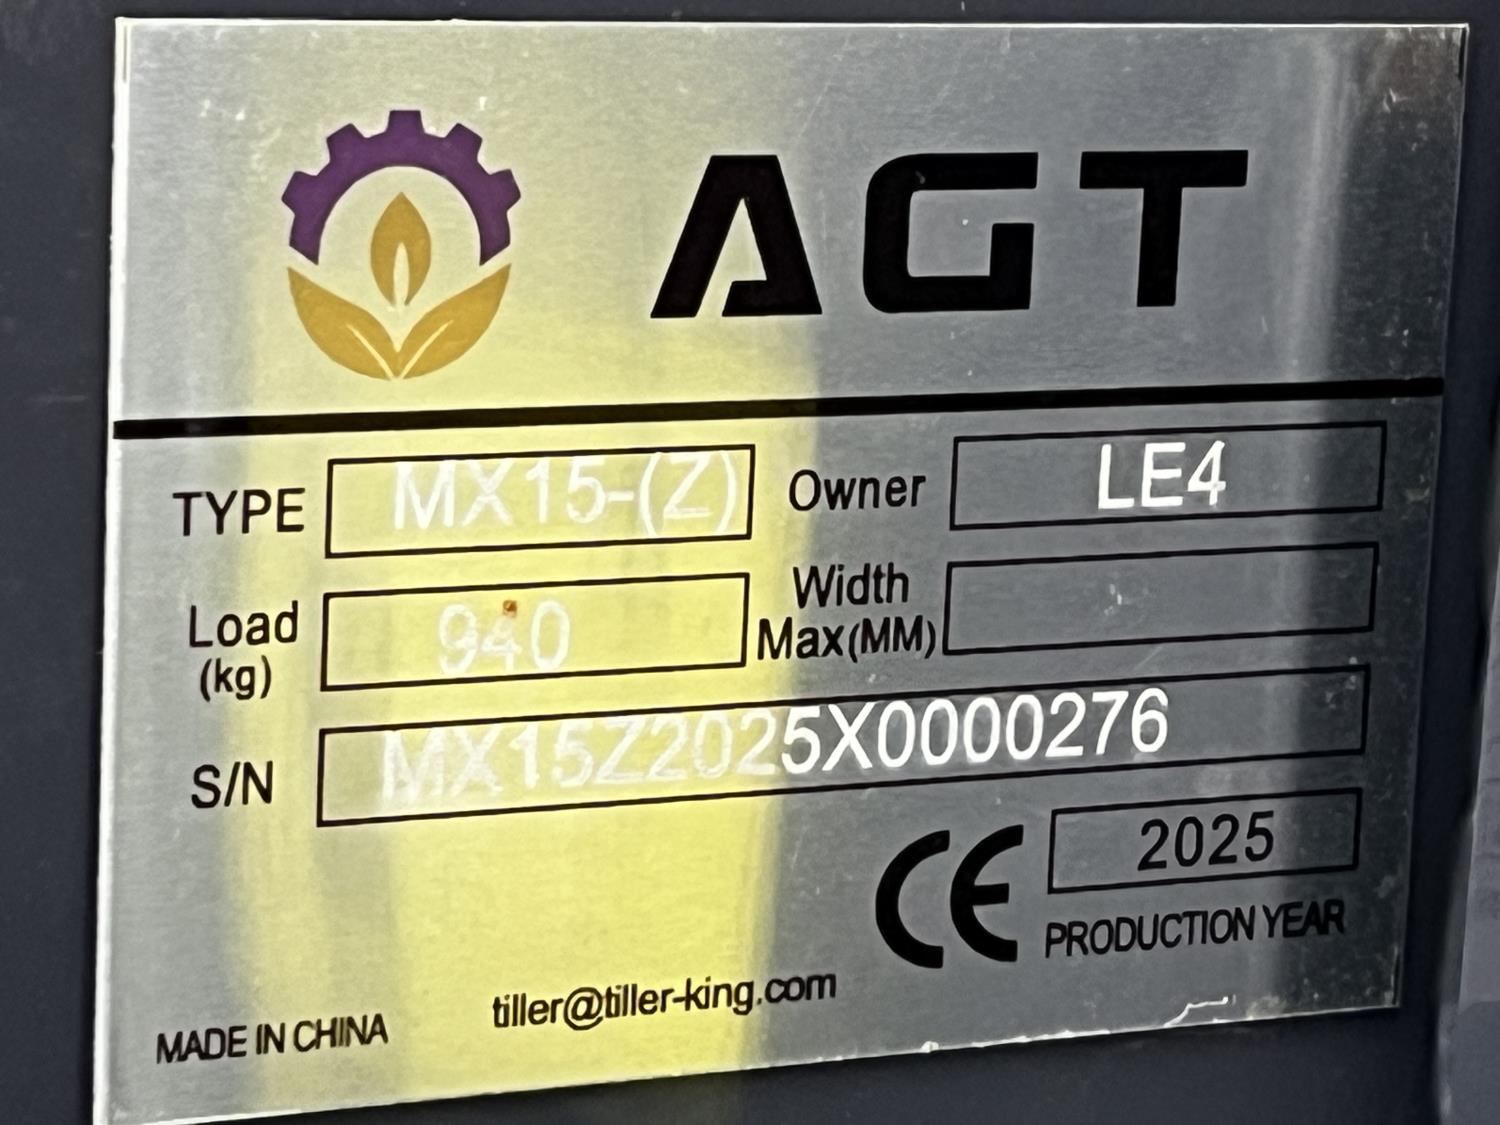 AGT
TYPE MX15-(Z) Owner LE4
Load (kg) 940 Width Max(MM)
S/N MX15Z2025X0000276
CE 2025
PRODUCTION YEAR
MADE IN CHINA tiller@tiller-king.com